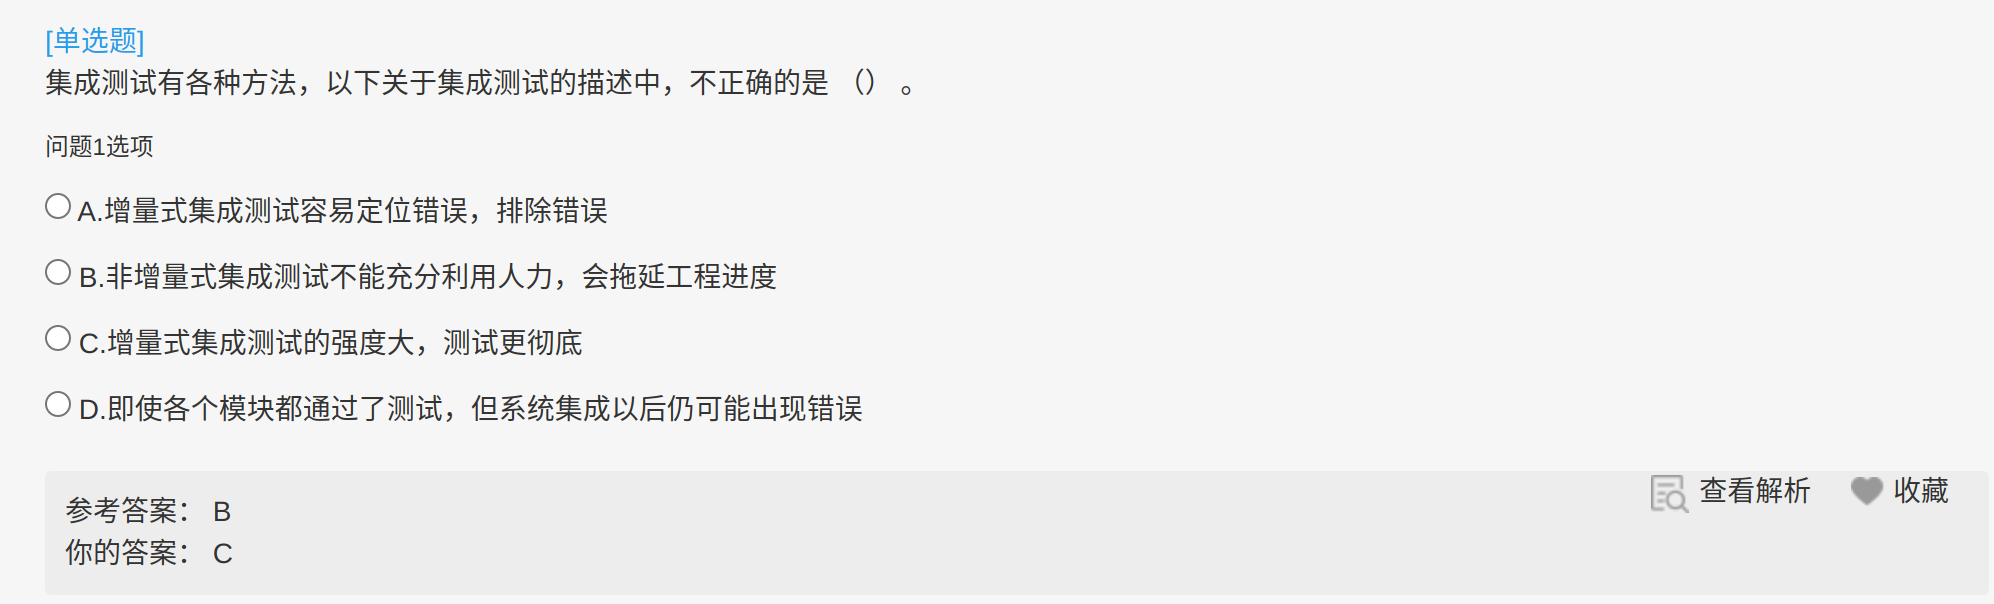 [单选题]
集成测试有各种方法，以下关于集成测试的描述中，不正确的是 （） 。
问题1选项
A.增量式集成测试容易定位错误，排除错误
B.非增量式集成测试不能充分利用人力，会拖延工程进度
C.增量式集成测试的强度大，测试更彻底
D.即使各个模块都通过了测试，但系统集成以后仍可能出现错误
查看解析 收藏
参考答案： B
你的答案： C